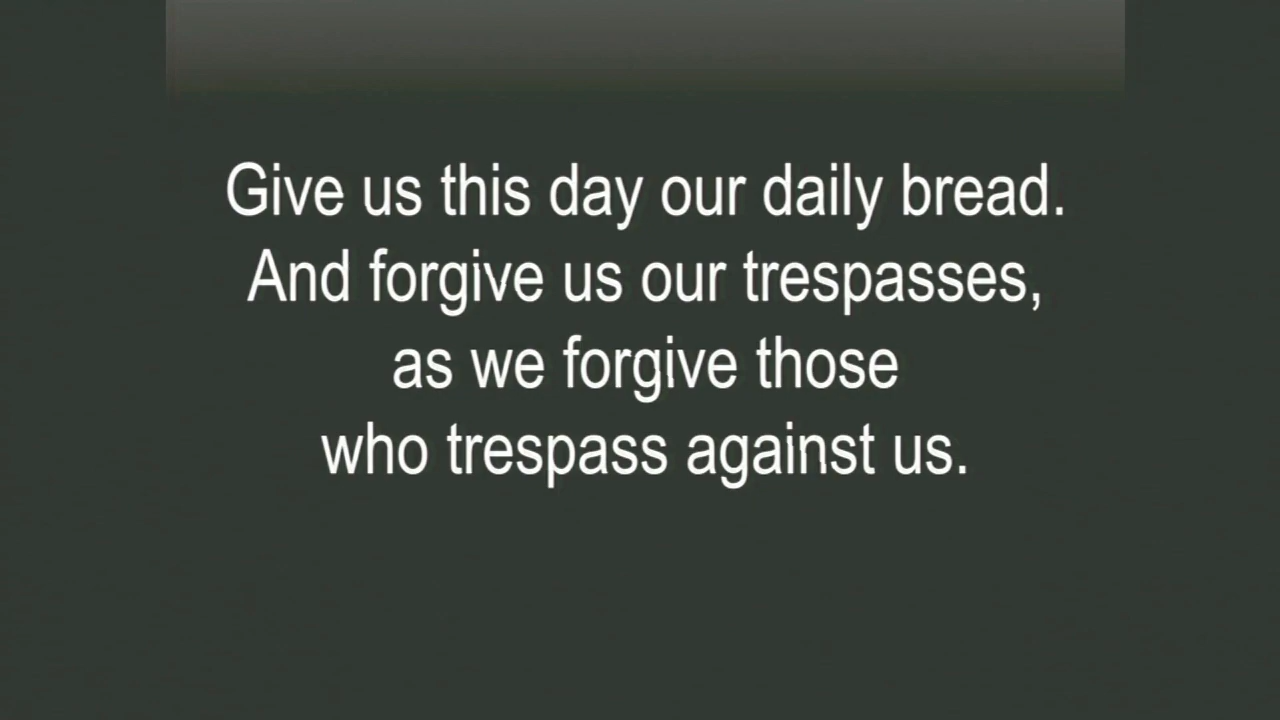 Give us this day our daily bread.
And forgive us our trespasses,
as we forgive those
who trespass against us.